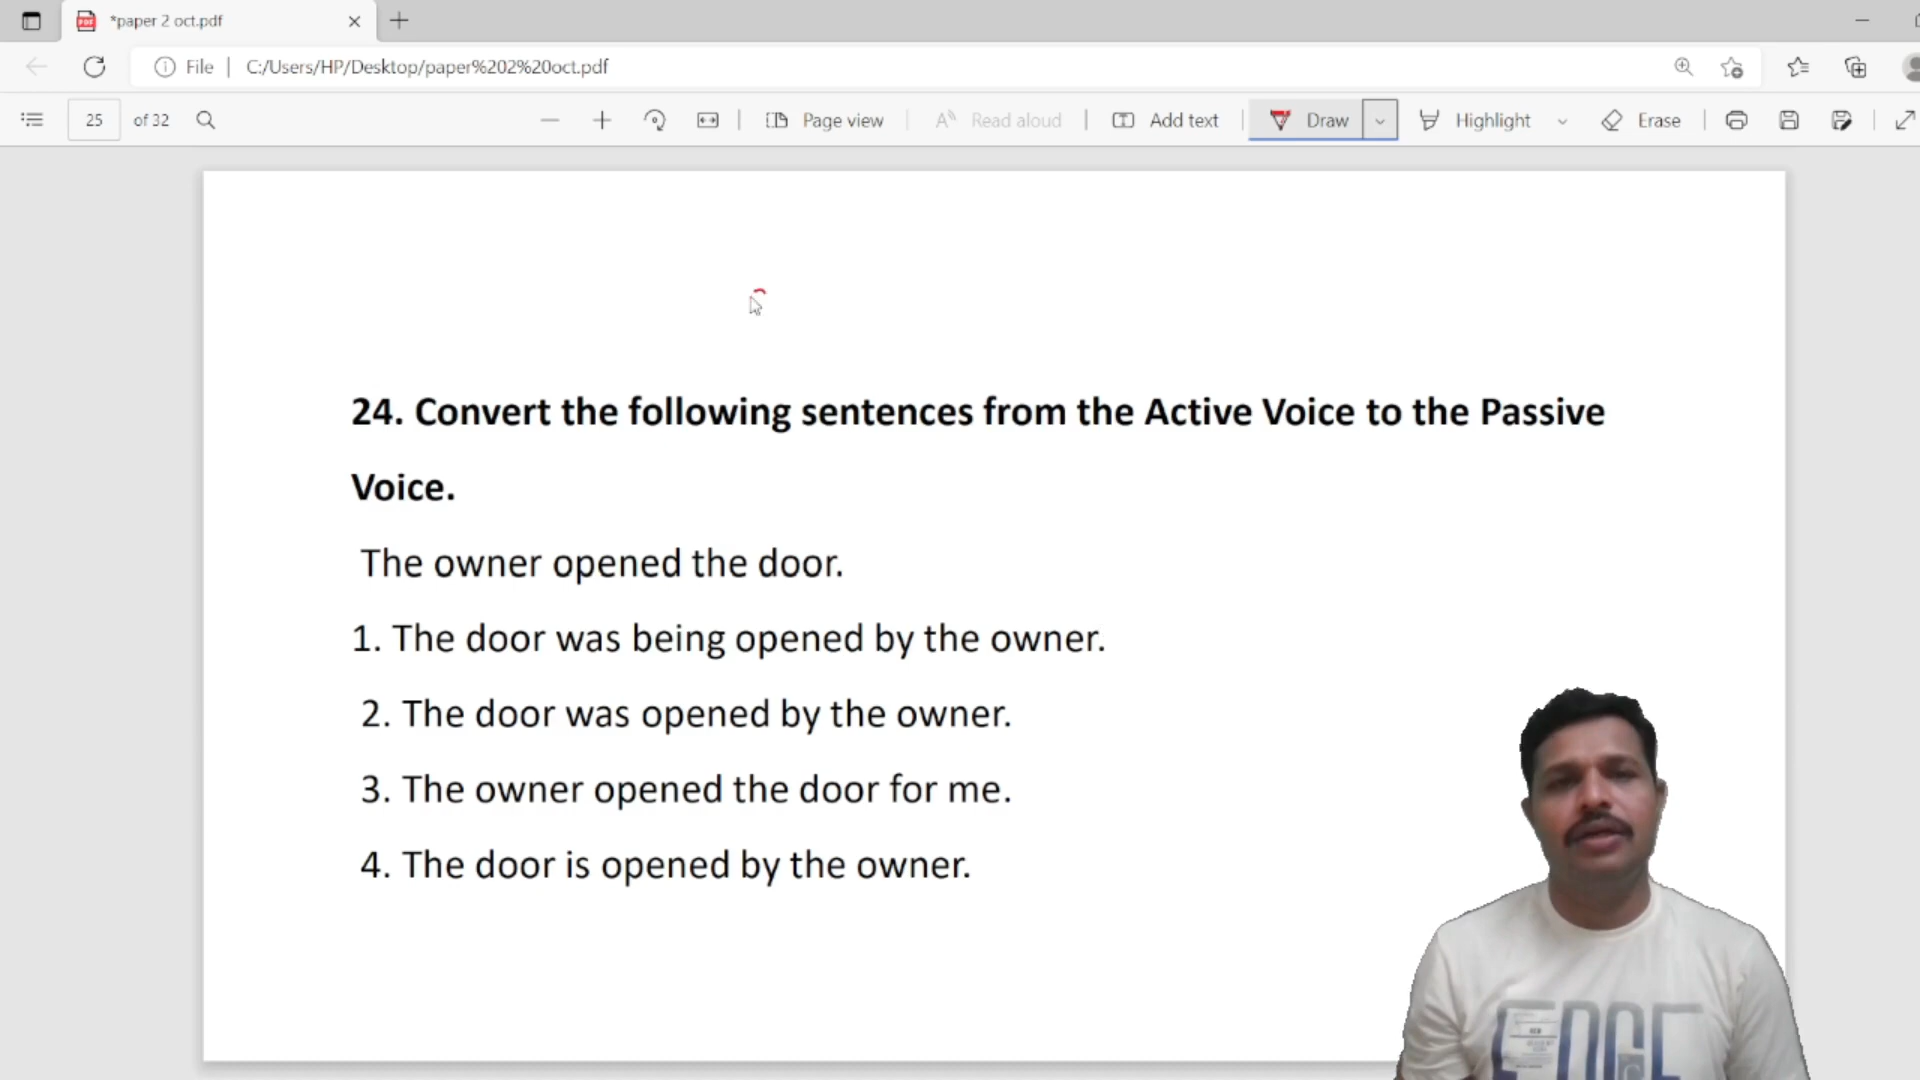 *paper 2 oct.pdf
File | C:/Users/HP/Desktop/paper%202%20oct.pdf
25 of 32 Page view Read aloud Add text Draw Highlight Erase
24. Convert the following sentences from the Active Voice to the Passive
Voice.
The owner opened the door.
1. The door was being opened by the owner.
2. The door was opened by the owner.
3. The owner opened the door for me.
4. The door is opened by the owner.
EDGE